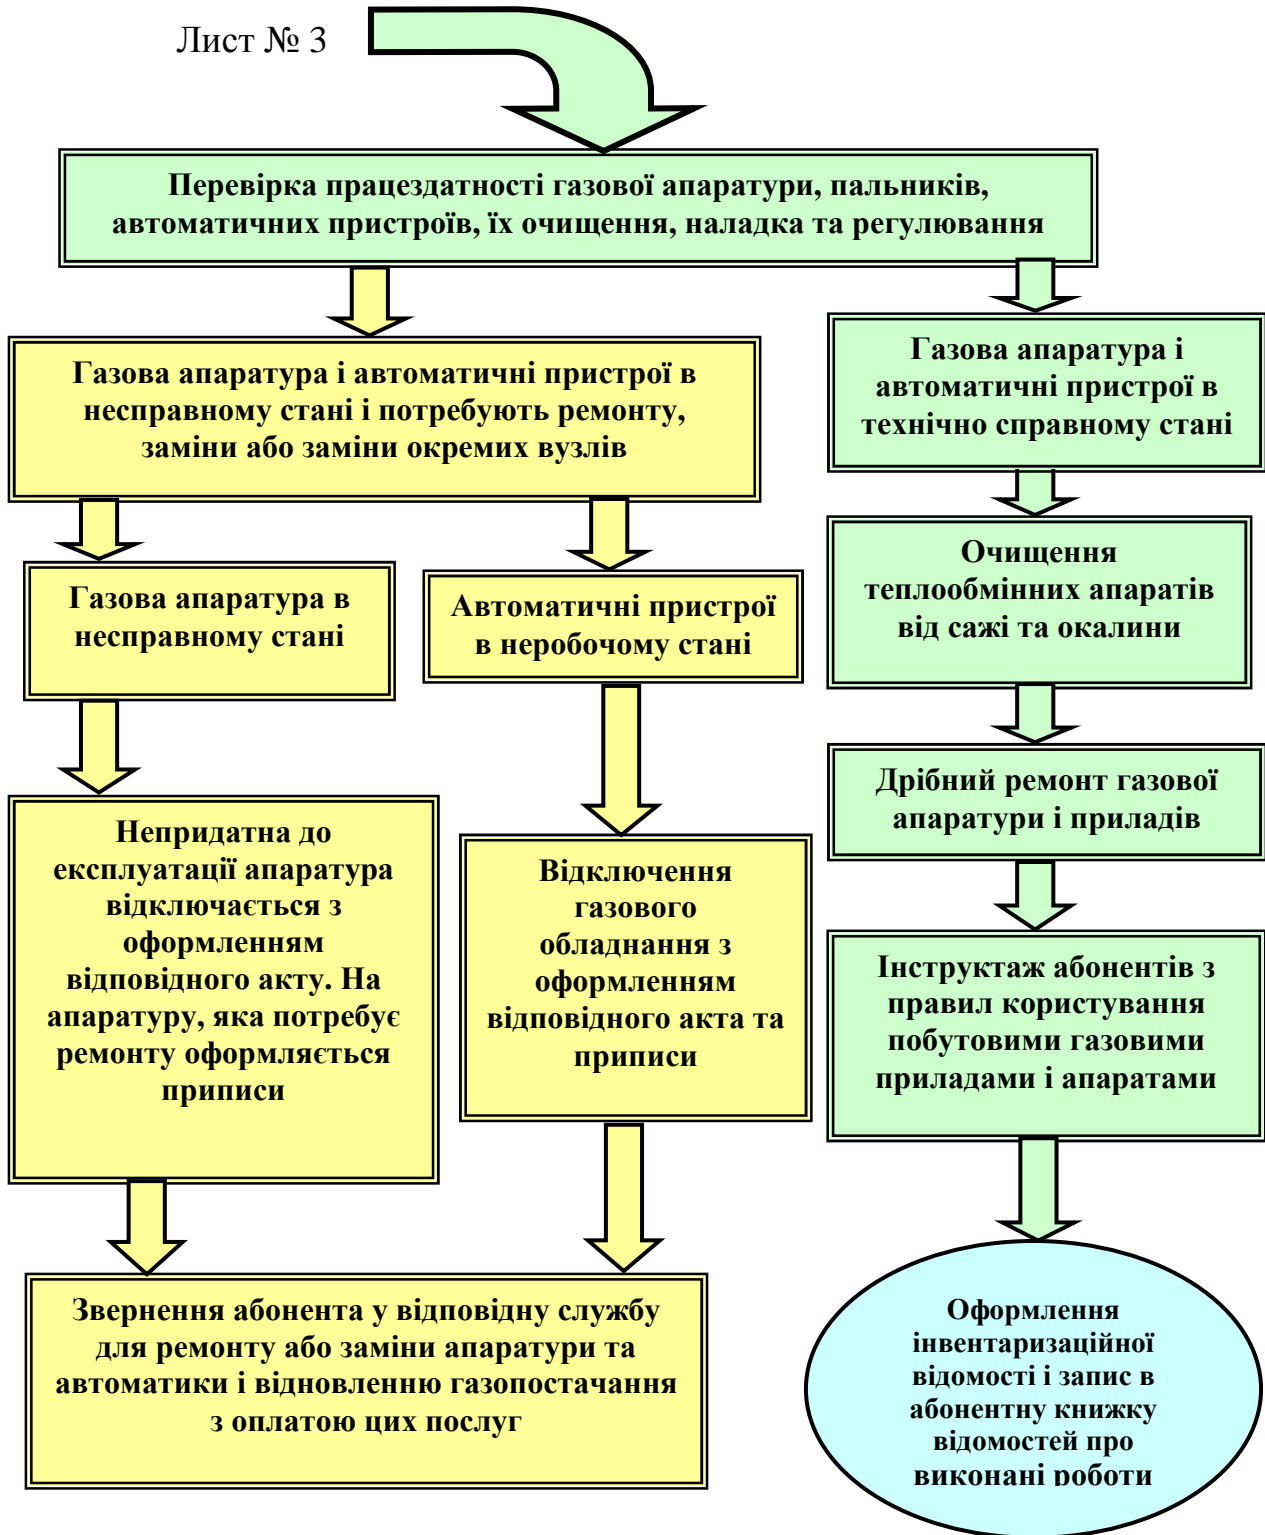 Лист № 3
Перевірка працездатності газової апаратури, пальників,
автоматичних пристроїв, їх очищення, наладка та регулювання
Газова апаратура і автоматичні пристрої в
несправному стані і потребують ремонту,
заміни або заміни окремих вузлів
Газова апаратура і
автоматичні пристрої в
технічно справному стані
Газова апаратура в
несправному стані
Автоматичні пристрої
в неробочому стані
Очищення
теплообмінних апаратів
від сажі та окалини
Дрібний ремонт газової
апаратури і приладів
Непридатна до
експлуатації апаратура
відключається з
оформленням
відповідного акту. На
апаратуру, яка потребує
ремонту оформляється
приписи
Відключення
газового
обладнання з
оформленням
відповідного акта та
приписи
Інструктаж абонентів з
правил користування
побутовими газовими
приладами і апаратами
Звернення абонента у відповідну службу
для ремонту або заміни апаратури та
автоматики і відновленню газопостачання
з оплатою цих послуг
Оформлення
інвентаризаційної
відомості і запис в
абонентну книжку
відомостей про
виконані роботи